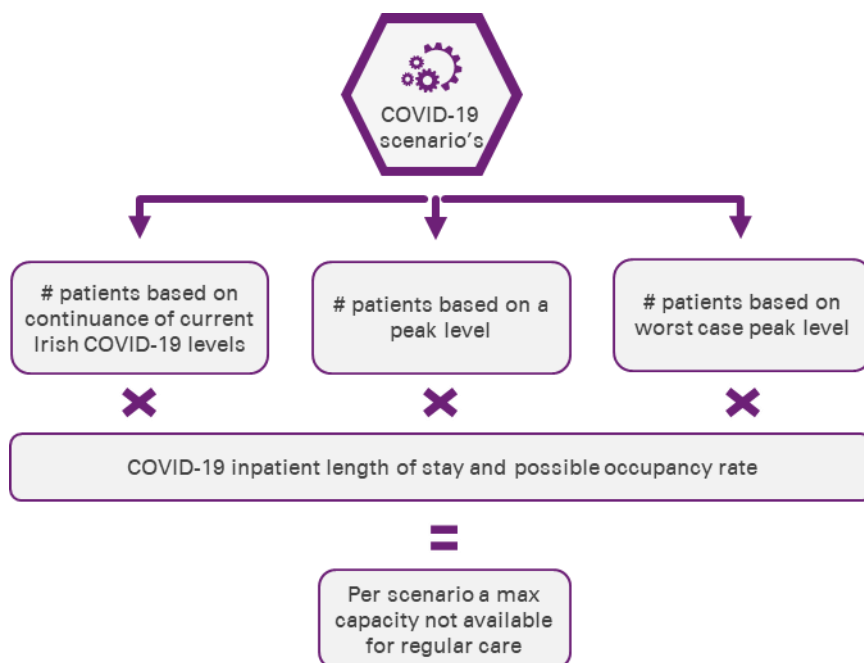 COVID-19
scenario's
# patients based on
continuance of current
Irish COVID-19 levels
# patients based on a
peak level
# patients based on
worst case peak level
COVID-19 inpatient length of stay and possible occupancy rate
=
Per scenario a max
capacity not available
for regular care